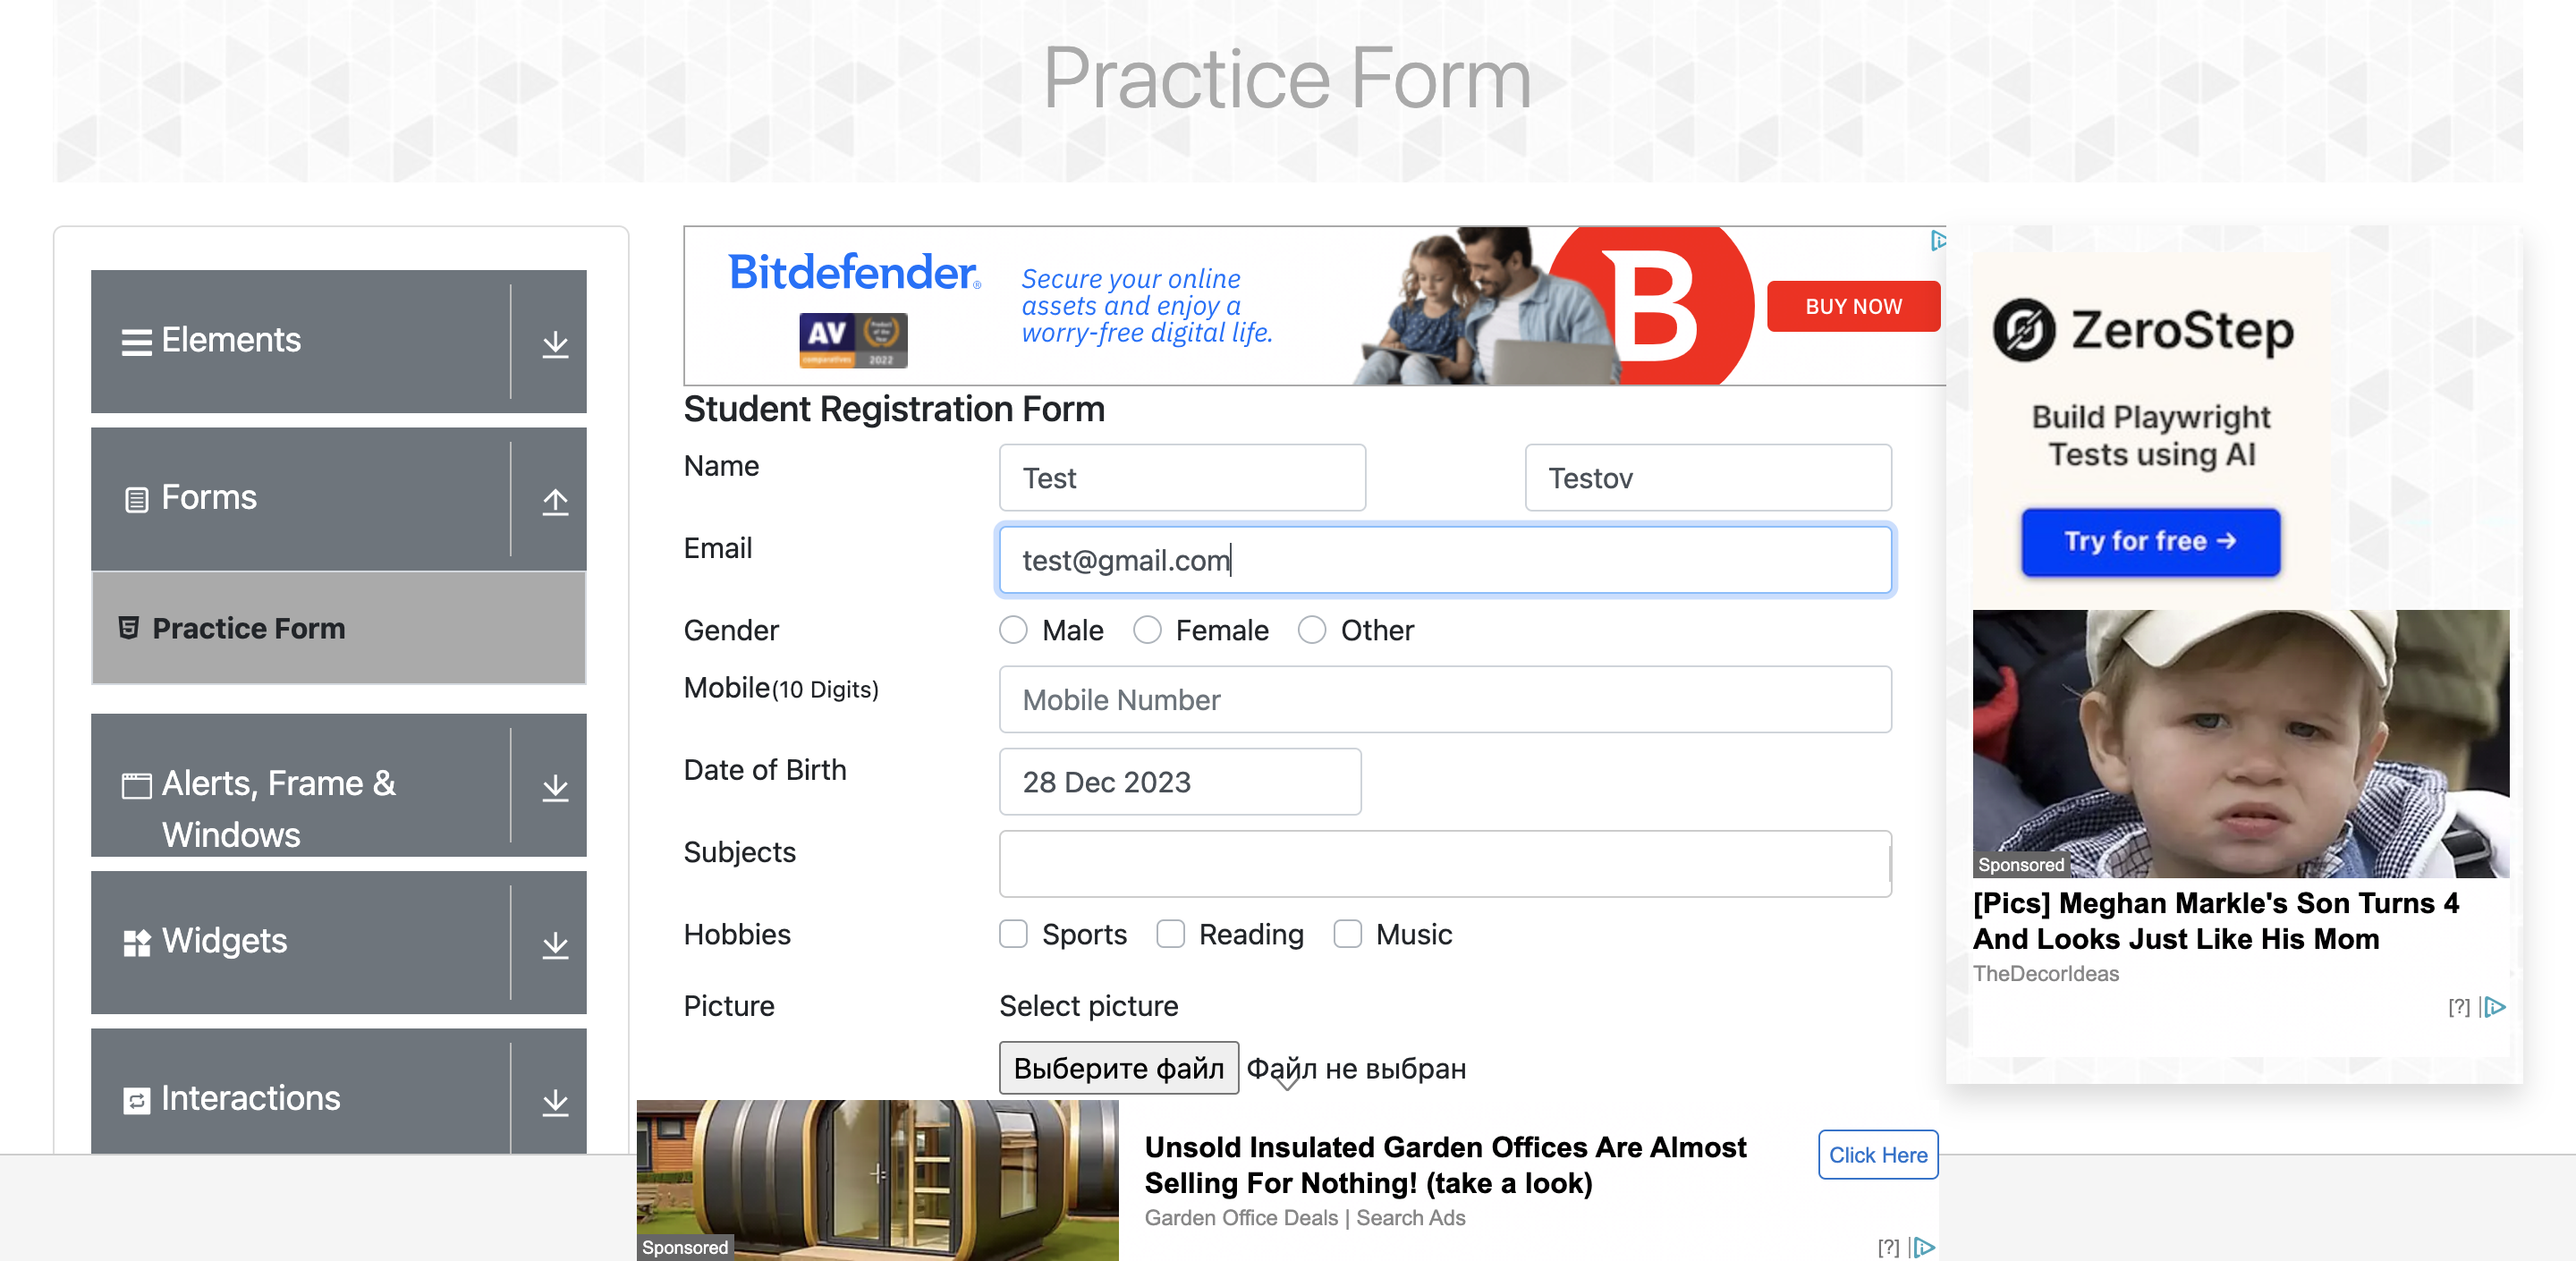 Practice Form
Elements
Forms
Practice Form
Alerts, Frame &
Windows
Widgets
Interactions
Bitdefender®
AV
comparatives
Product
of the
Year
2022
Secure your online
assets and enjoy a
worry-free digital life.
B
BUY NOW
Student Registration Form
Name Test Testov
Email test@gmail.com
Gender Male Female Other
Mobile(10 Digits) Mobile Number
Date of Birth 28 Dec 2023
Subjects
Hobbies Sports Reading Music
Picture Select picture
Выберите файл Файл не выбран
Sponsored
Unsold Insulated Garden Offices Are Almost
Selling For Nothing! (take a look)
Garden Office Deals | Search Ads
Click Here
[?]
ZeroStep
Build Playwright
Tests using AI
Try for free →
Sponsored
[Pics] Meghan Markle's Son Turns 4
And Looks Just Like His Mom
TheDecorIdeas
[?]